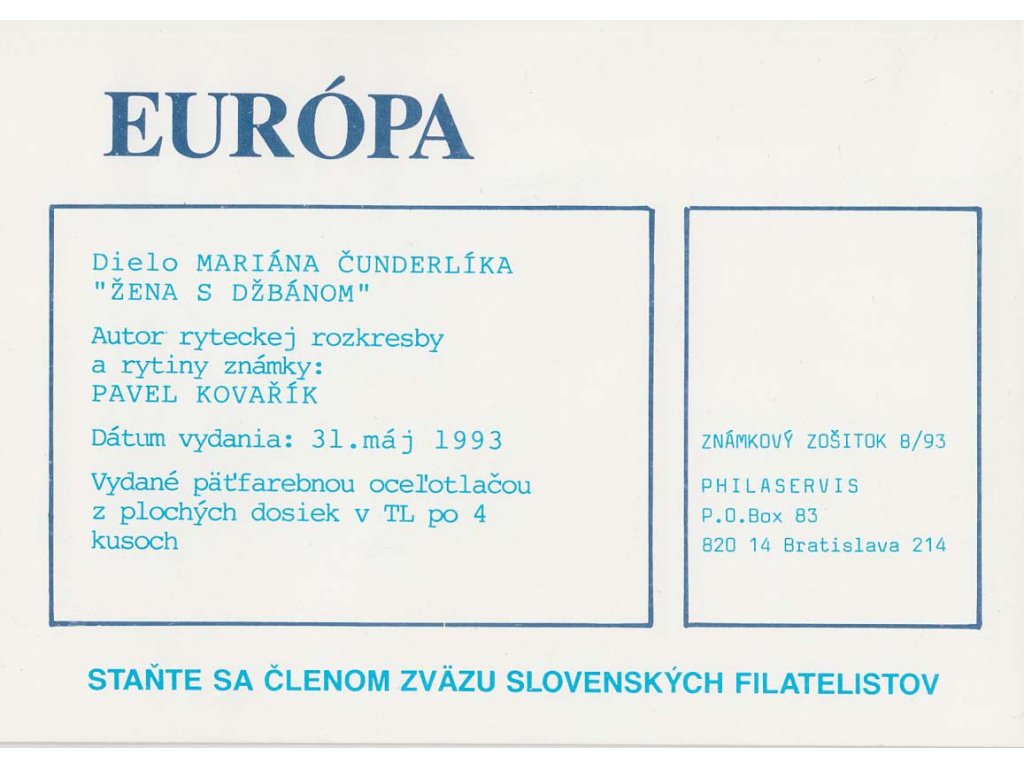 EURÓPA
Dielo MARIÁNA ČUNDERLÍKA
"ŽENA S DŽBÁNOM"
Autor ryteckej rozkresby
a rytiny známky:
PAVEL KOVAŘÍK
Dátum vydania: 31.máj 1993
Vydané päťfarebnou oceľotlačou
z plochých dosiek v TL po 4
kusoch
ZNÁMKOVÝ ZOŠITOK 8/93
PHILASERVIS
P.O.Box 83
820 14 Bratislava 214
STAŇTE SA ČLENOM ZVÄZU SLOVENSKÝCH FILATELISTOV